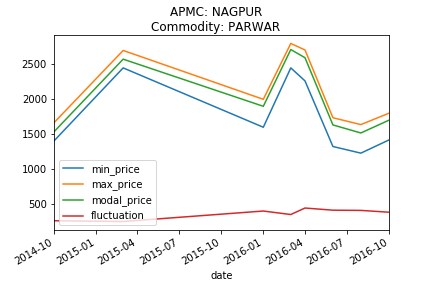 APMC: NAGPUR
Commodity: PARWAR
2500
2000
1500
1000
500
min_price
max_price
modal_price
fluctuation
2014-10
2015-01
2015-04
2015-07
2015-10
2016-01
2016-04
2016-07
2016-10
date